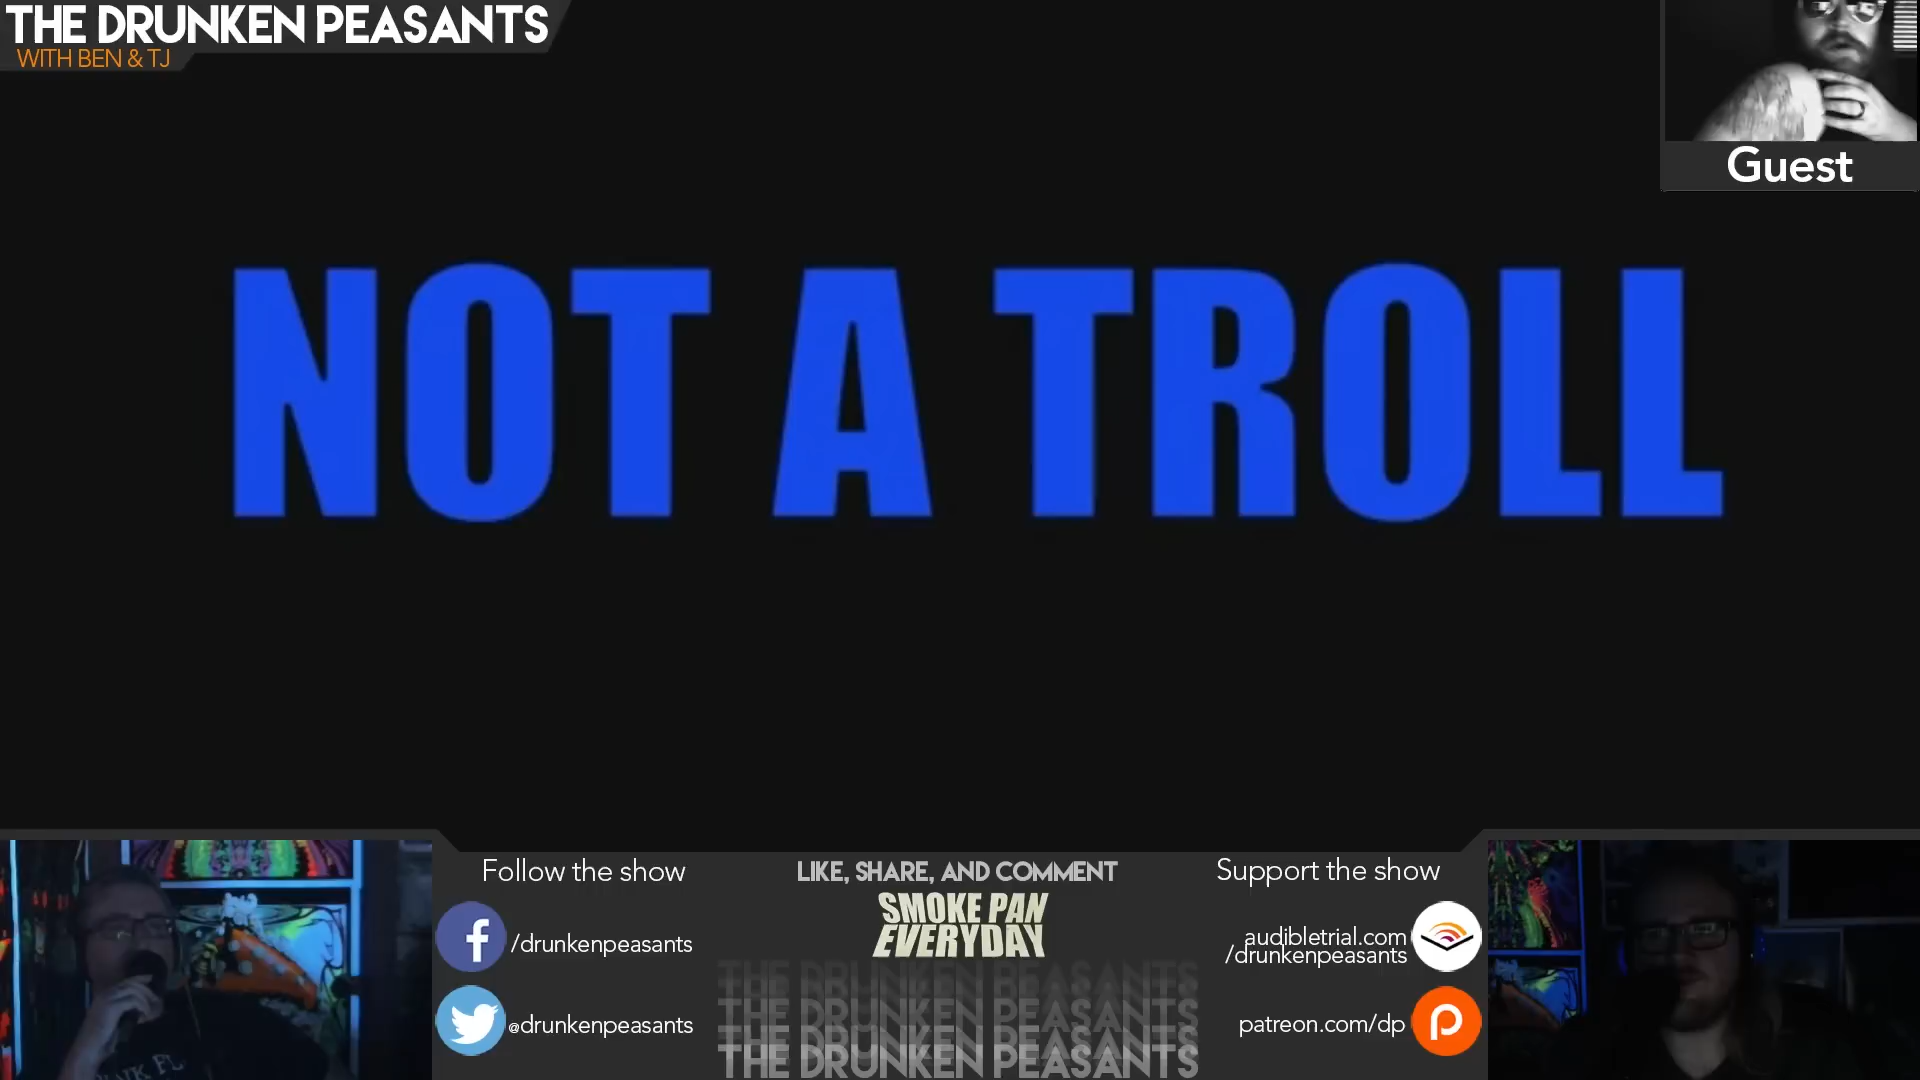 THE DRUNKEN PEASANTS
WITH BEN & TJ
Guest
NOT A TROLL
Follow the show
/drunkenpeasants
@drunkenpeasants
LIKE, SHARE, AND COMMENT
SMOKE PAN
EVERYDAY
THE DRUNKEN PEASANTS
THE DRUNKEN PEASANTS
THE DRUNKEN PEASANTS
THE DRUNKEN PEASANTS
Support the show
audibletrial.com
/drunkenpeasants
patreon.com/dp